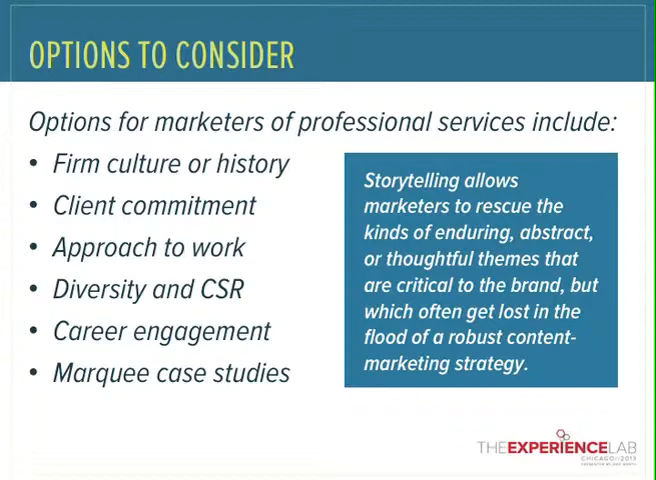 OPTIONS TO CONSIDER
Options for marketers of professional services include:
• Firm culture or history
• Client commitment
• Approach to work
• Diversity and CSR
• Career engagement
• Marquee case studies
Storytelling allows
marketers to rescue the
kinds of enduring, abstract,
or thoughtful themes that
are critical to the brand, but
which often get lost in the
flood of a robust content-
marketing strategy.
THEEXPERIENCELAB
CHICAGO//2013